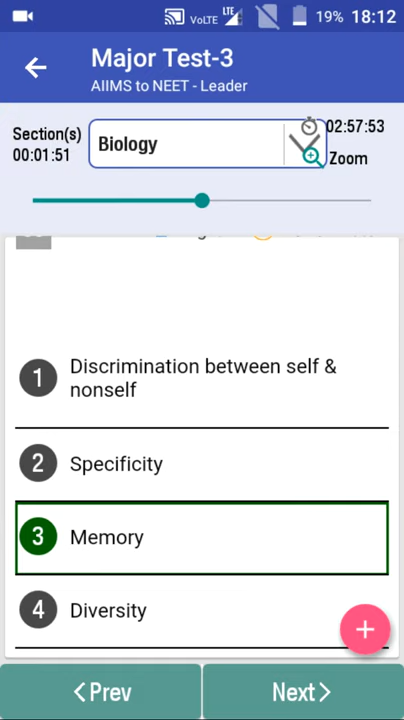 VoLTE LTE 19% 18:12
Major Test-3
AIIMS to NEET - Leader
Section(s)
00:01:51
Biology
02:57:53
Zoom
1 Discrimination between self &
nonself
2 Specificity
3 Memory
4 Diversity
+
<Prev
Next>